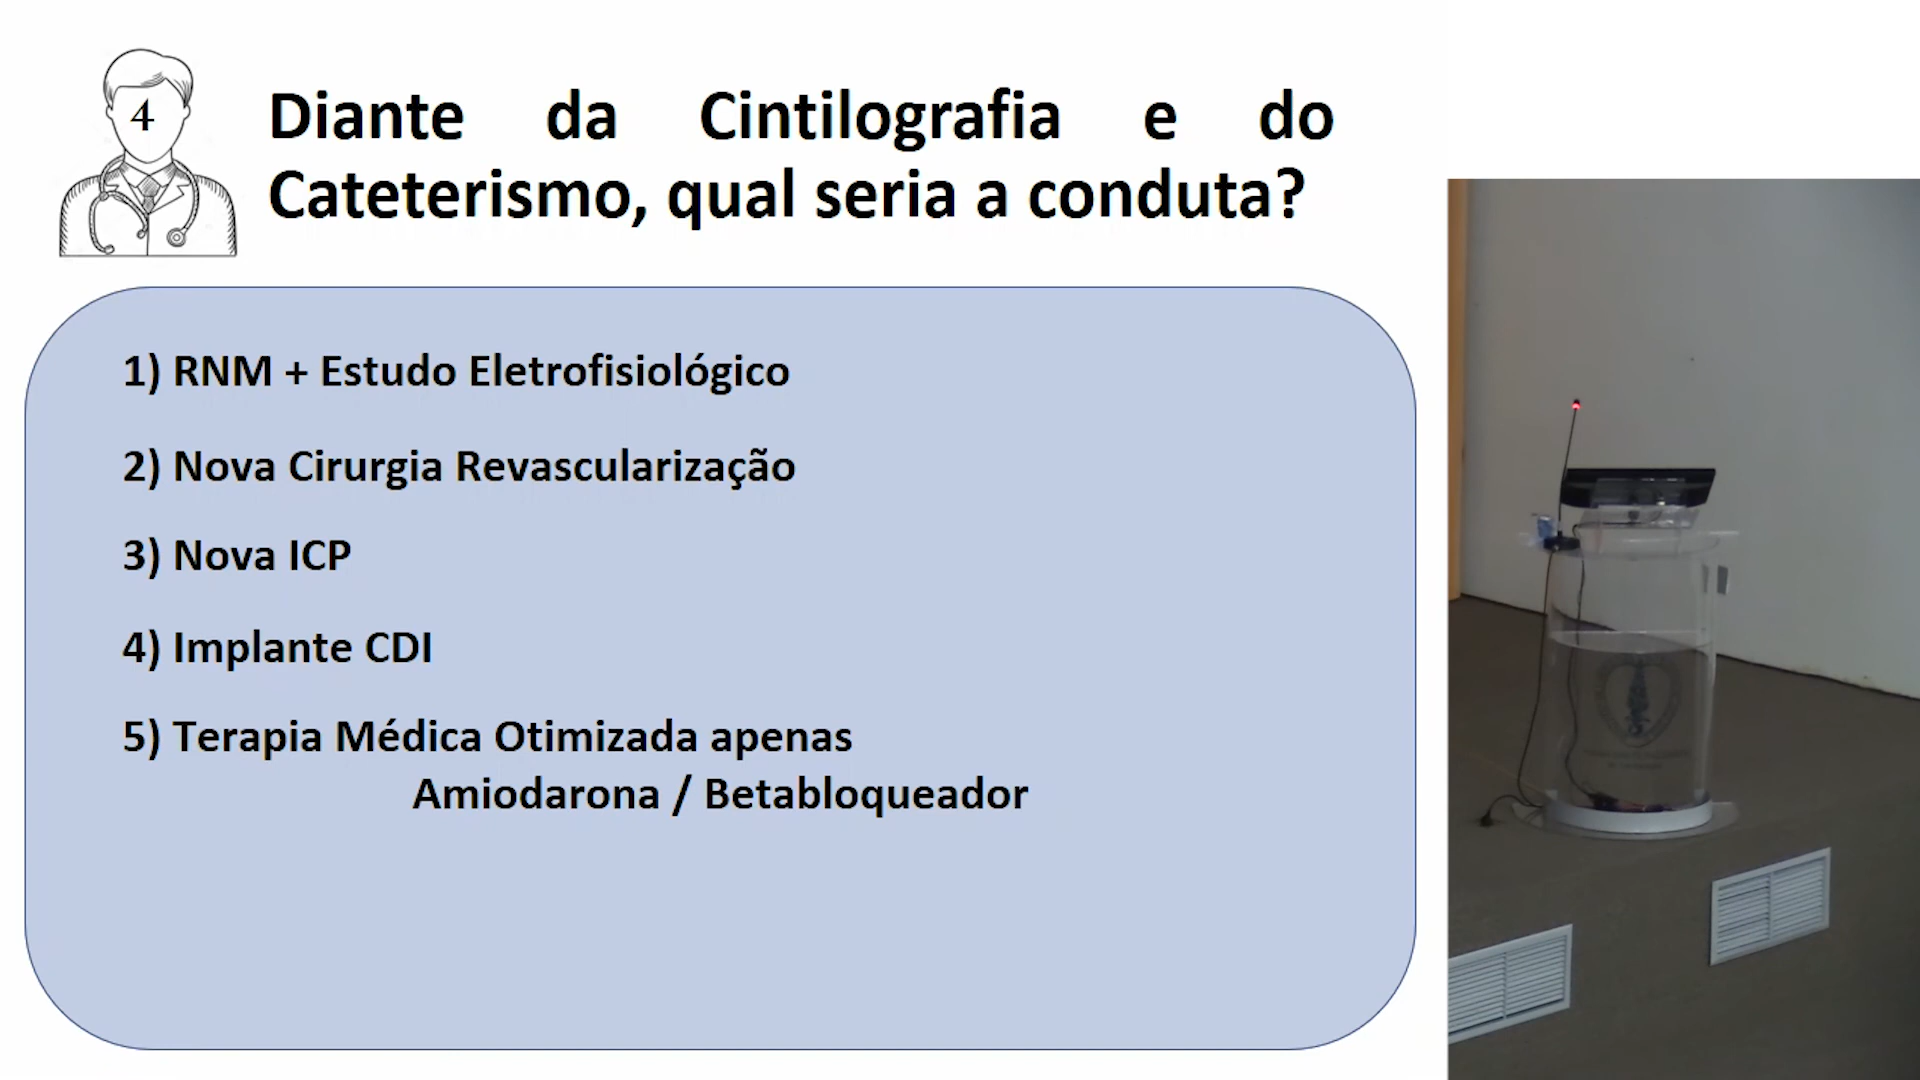 4
Diante da Cintilografia e do
Cateterismo, qual seria a conduta?
1) RNM + Estudo Eletrofisiológico
2) Nova Cirurgia Revascularização
3) Nova ICP
4) Implante CDI
5) Terapia Médica Otimizada apenas
Amiodarona / Betabloqueador